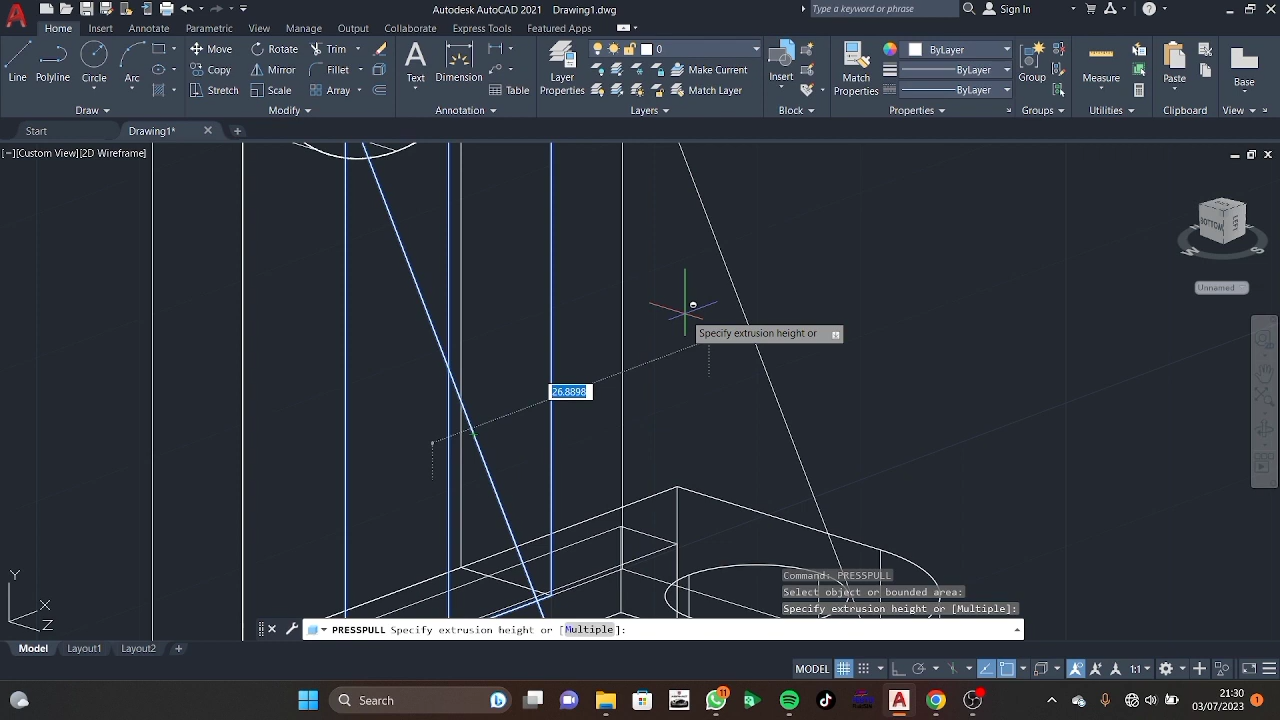 Autodesk AutoCAD 2021 Drawing1.dwg
Type a keyword or phrase
Sign In
Home Insert Annotate Parametric View Manage Output Collaborate Express Tools Featured Apps
Line Polyline Circle Arc
Move Rotate Trim
Copy Mirror Fillet
Stretch Scale Array
Text Dimension Table
Layer Properties
0
Make Current
Match Layer
Insert
Match Properties
ByLayer
ByLayer
ByLayer
Group
Measure
Paste
Base
Draw Modify Annotation Layers Block Properties Groups Utilities Clipboard View
Start Drawing1*
[−][Custom View][2D Wireframe]
BOTTOM
N S
Unnamed
Specify extrusion height or
26.8898
Y
X
Z
Command: PRESSPULL
Select object or bounded area:
Specify extrusion height or [Multiple]:
PRESSPULL Specify extrusion height or [Multiple]:
Model Layout1 Layout2
MODEL 1:1
Search
11
21:30
03/07/2023
1